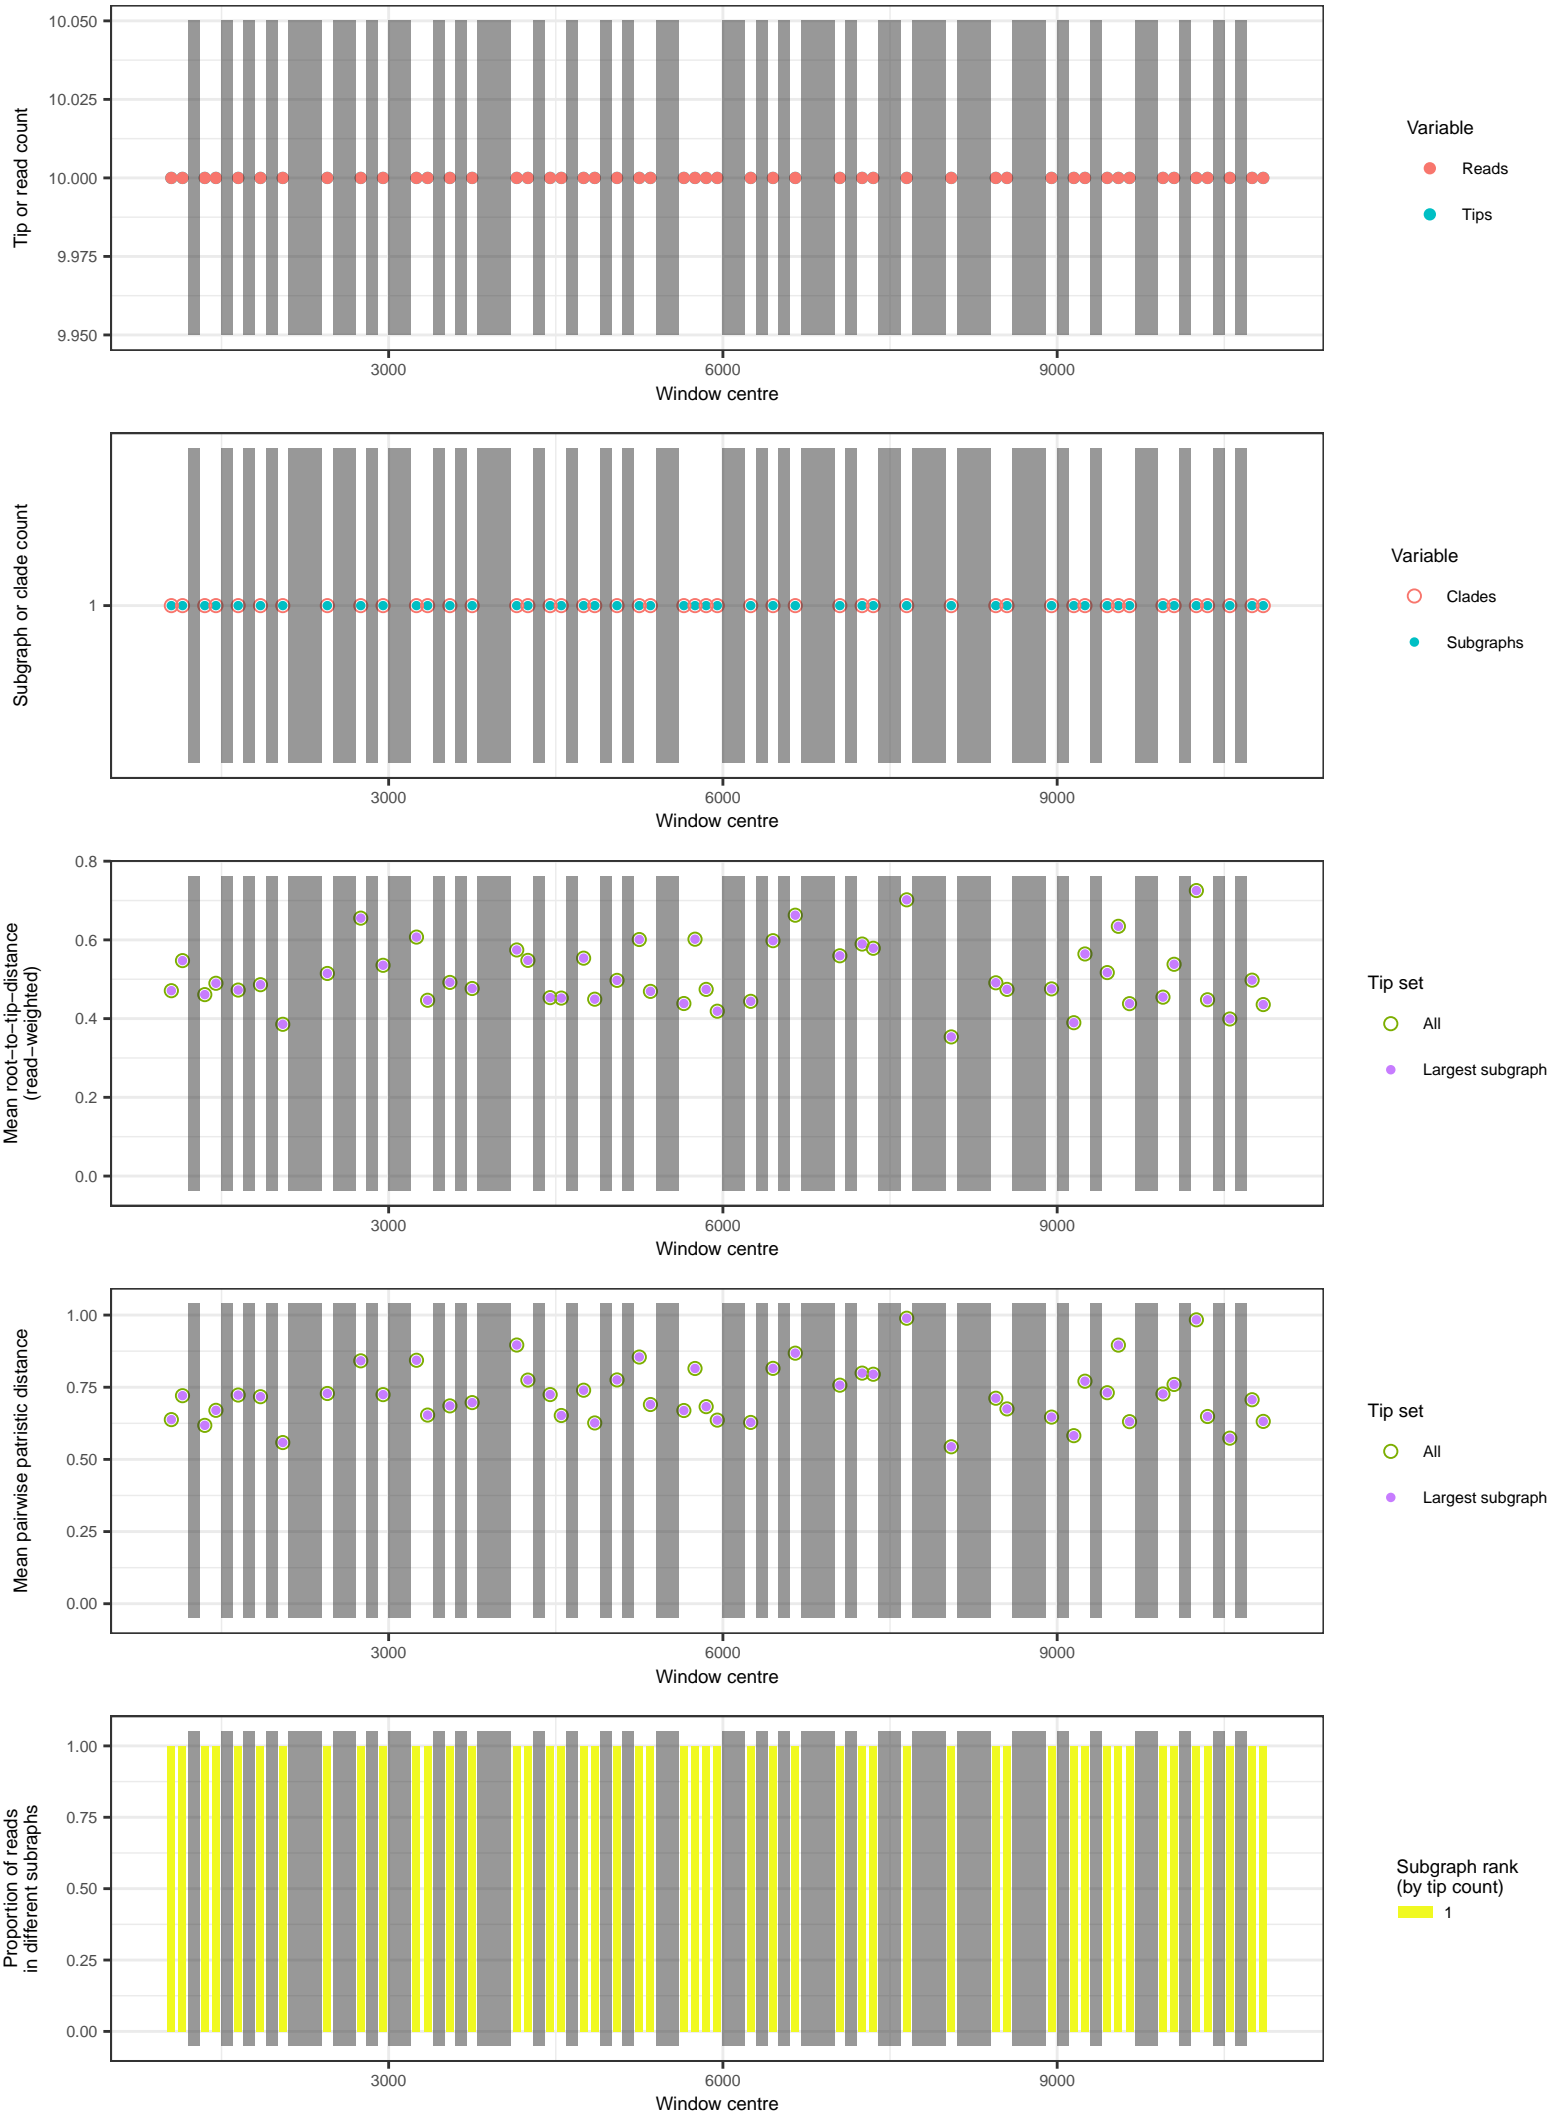 10.050
10.025
10.000
9.975
9.950
Tip or read count
3000
6000
9000
Window centre
Variable
Reads
Tips
1
Subgraph or clade count
3000
6000
9000
Window centre
Variable
Clades
Subgraphs
0.8
0.6
0.4
0.2
0.0
Mean root−to−tip−distance
(read−weighted)
3000
6000
9000
Window centre
Tip set
All
Largest subgraph
1.00
0.75
0.50
0.25
0.00
Mean pairwise patristic distance
3000
6000
9000
Window centre
Tip set
All
Largest subgraph
1.00
0.75
0.50
0.25
0.00
Proportion of reads
in different subraphs
3000
6000
9000
Window centre
Subgraph rank
(by tip count)
1